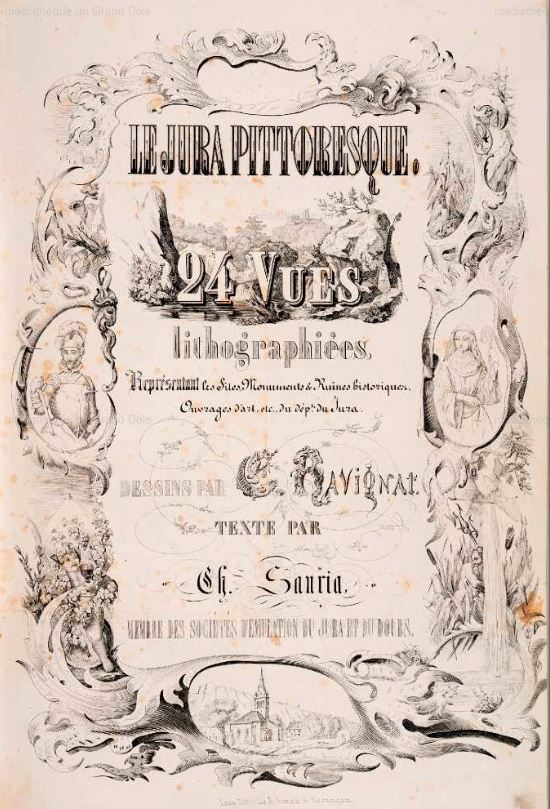 médiathèque du Grand Dole
LE JURA PITTORESQUE.
24 VUES
lithographiées,
Représentant les Sites, Monuments & Ruines historiques,
Ouvrages d'art, etc., du dépt. du Jura.
DESSINS PAR E. RAVIGNAT.
TEXTE PAR
Ch. Sauria,
MEMBRE DES SOCIÉTÉS D'ÉMULATION DU JURA ET DU DOUBS.
à Besançon.